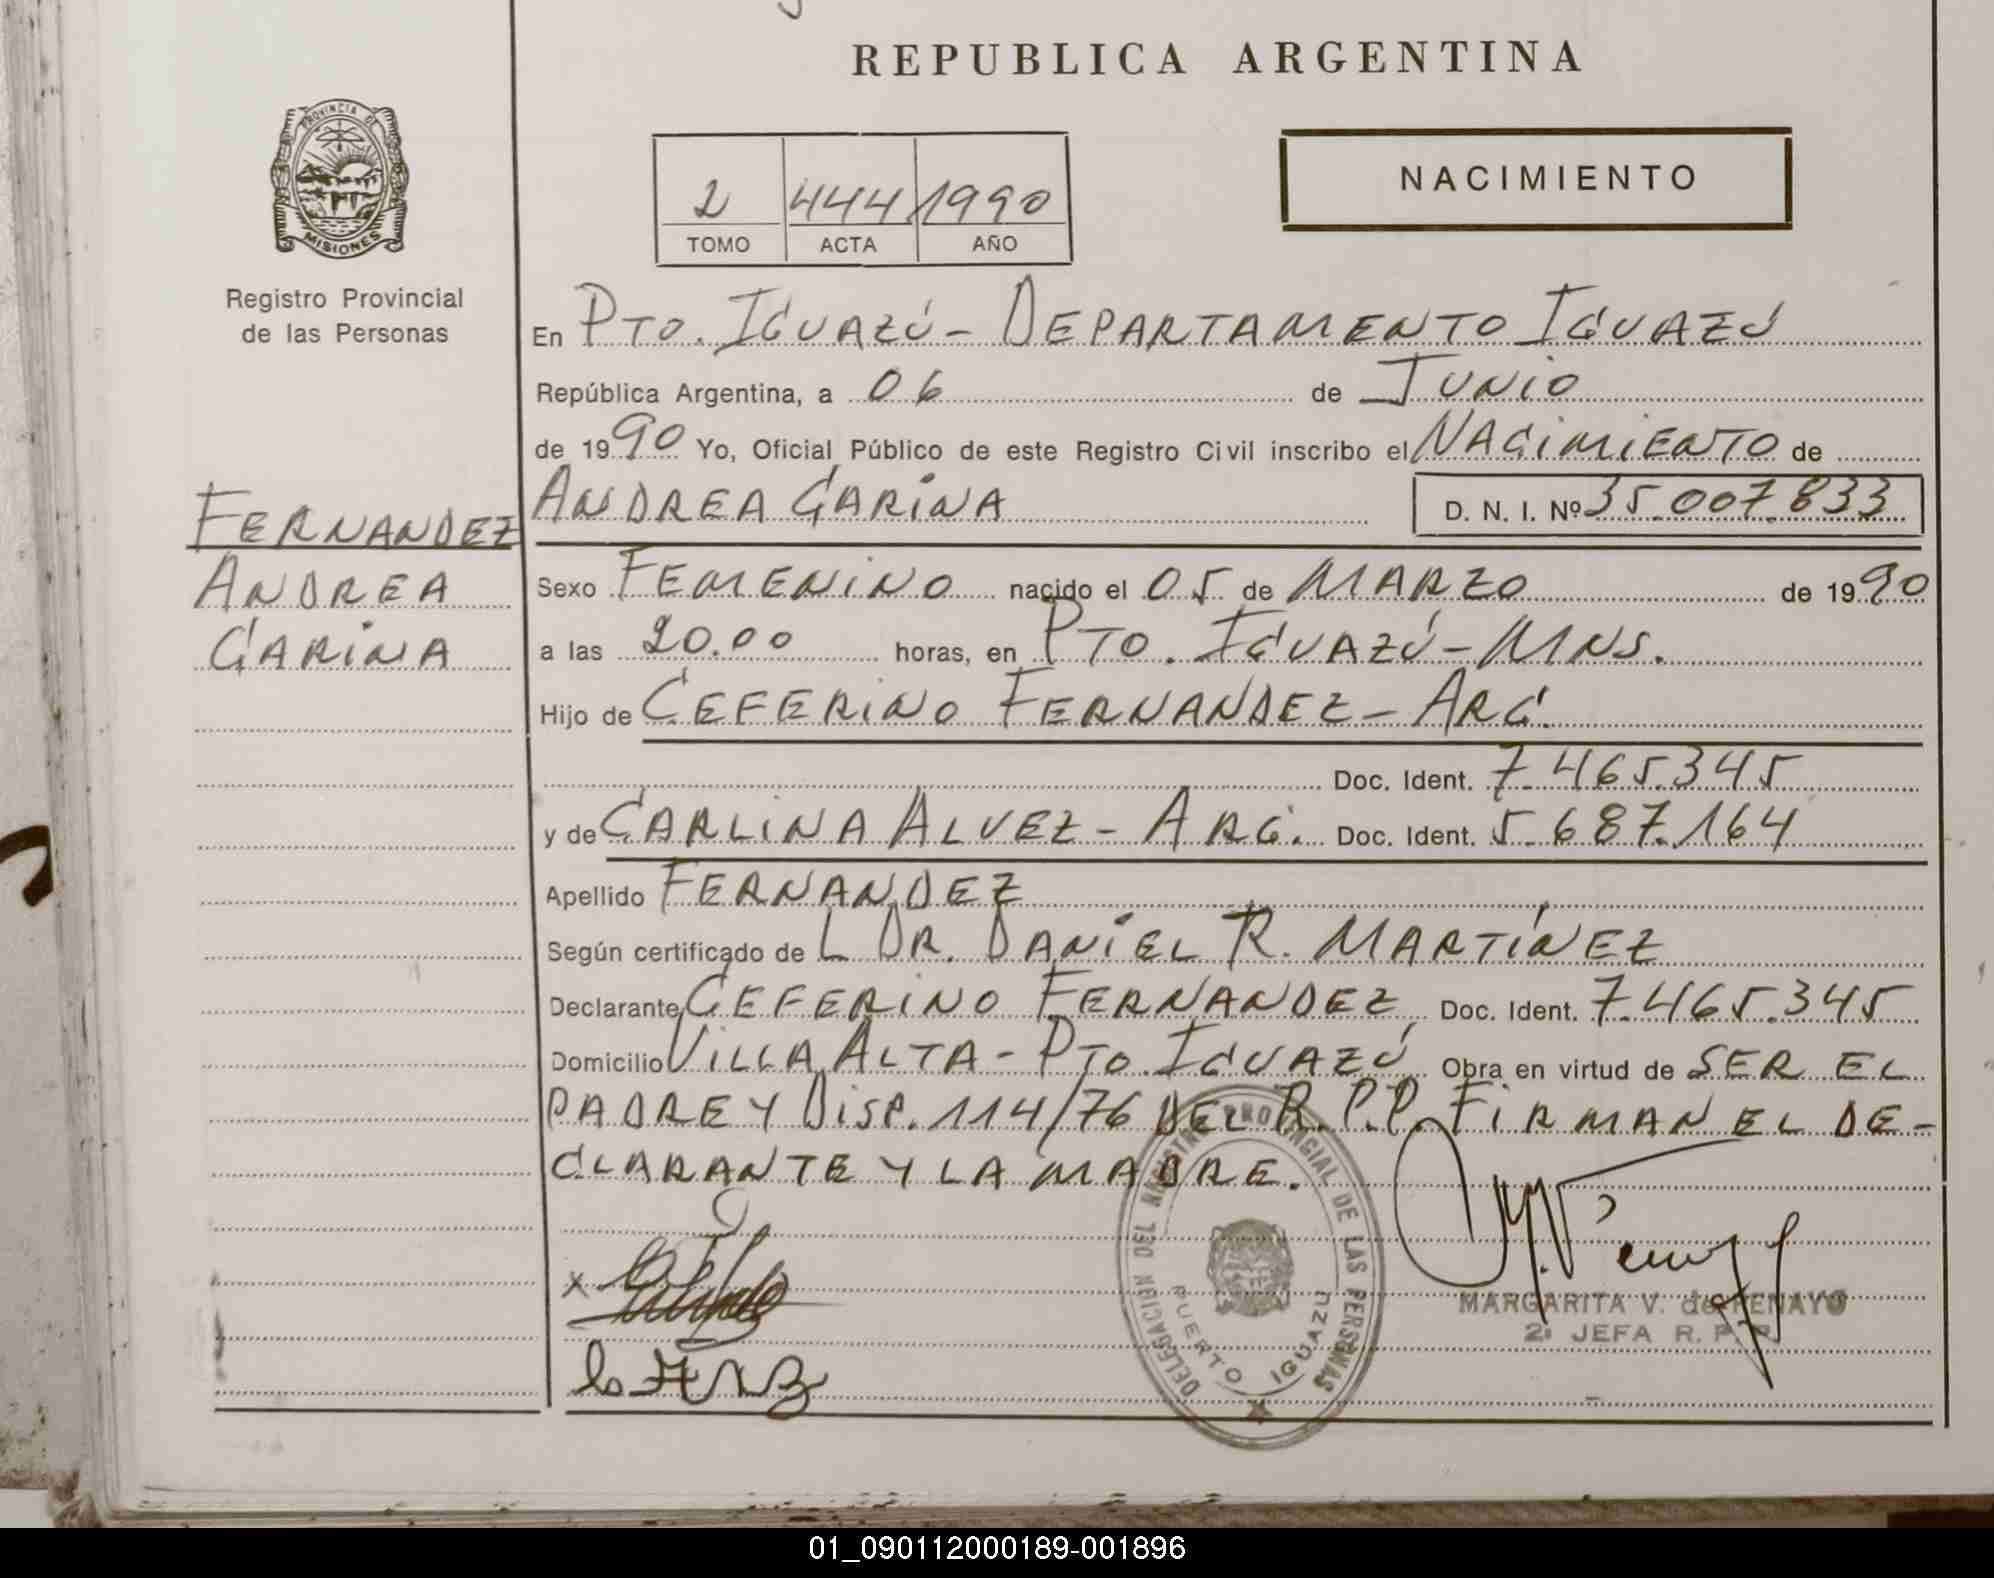 REPUBLICA ARGENTINA
PROVINCIA DE
MISIONES
Registro Provincial
de las Personas
2 444 1990
TOMO ACTA AÑO
NACIMIENTO
En PTO. IGUAZÚ - DEPARTAMENTO IGUAZÚ
República Argentina, a 06 de JUNIO
de 1990 Yo, Oficial Público de este Registro Civil inscribo el NACIMIENTO de
ANDREA CARINA D. N. I. Nº 35.007.833
FERNANDEZ
ANDREA
CARINA
Sexo FEMENINO nacido el 05 de MARZO de 1990
a las 20.00 horas, en PTO. IGUAZÚ - MNS.
Hijo de CEFERINO FERNANDEZ - ARG.
Doc. Ident. 7.465.345
y de CARLINA ALVEZ - ARG. Doc. Ident. 5.687.164
Apellido FERNANDEZ
Según certificado de L DR. DANIEL R. MARTÍNEZ
Declarante CEFERINO FERNANDEZ Doc. Ident. 7.465.345
Domicilio VILLA ALTA - PTO. IGUAZÚ, Obra en virtud de SER EL
PADRE Y DISP. 114/76 DEL R.P.P. FIRMAN EL DE-
CLARANTE Y LA MADRE.
DELEGACION DEL REGISTRO PROVINCIAL DE LAS PERSONAS
PUERTO IGUAZU
X
MARGARITA V. de PENAYO
2: JEFA R. P. P.
01_090112000189-001896